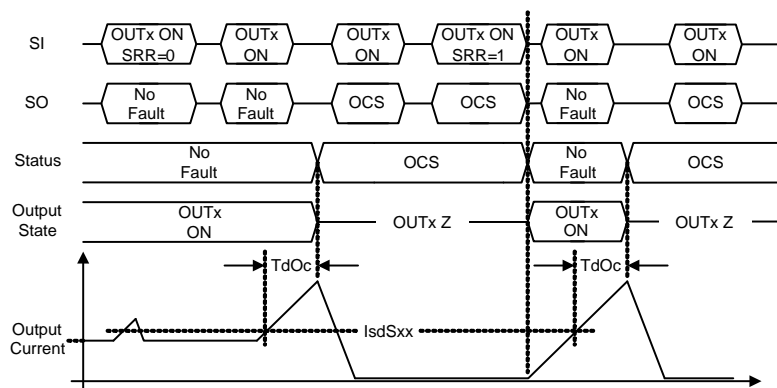 SI
OUTx ON
SRR=0
OUTx
ON
OUTx
ON
OUTx ON
SRR=1
OUTx
ON
OUTx
ON
SO
No
Fault
No
Fault
OCS
OCS
No
Fault
OCS
Status
No
Fault
OCS
No
Fault
OCS
Output
State
OUTx
ON
OUTx Z
OUTx
ON
OUTx Z
TdOc
TdOc
Output
Current
IsdSxx